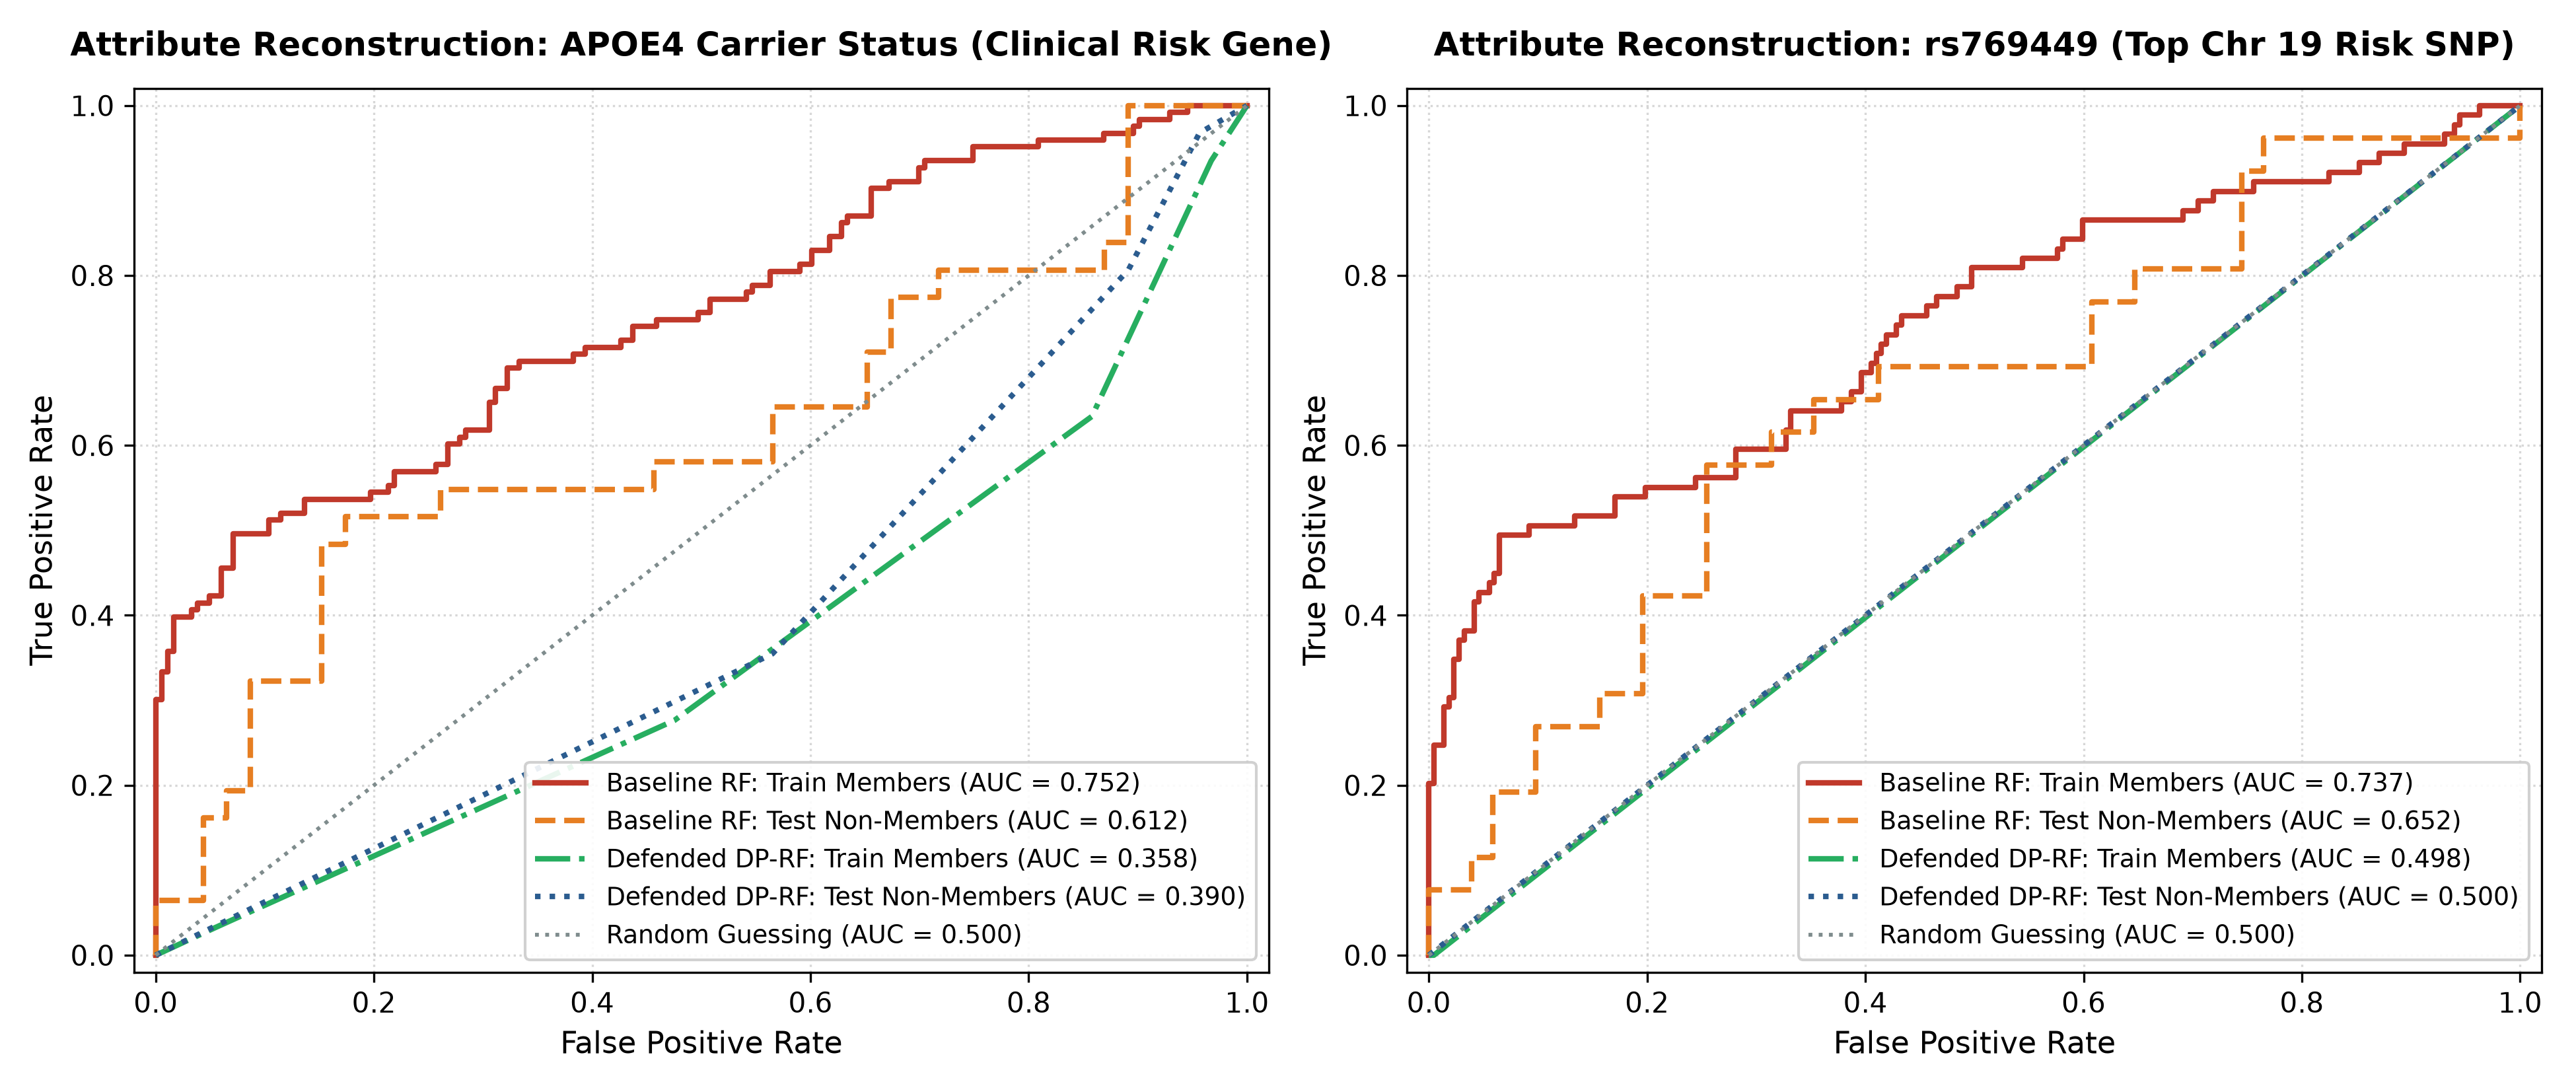 Attribute Reconstruction: APOE4 Carrier Status (Clinical Risk Gene)
True Positive Rate
1.0
0.8
0.6
0.4
0.2
0.0
Baseline RF: Train Members (AUC = 0.752)
Baseline RF: Test Non-Members (AUC = 0.612)
Defended DP-RF: Train Members (AUC = 0.358)
Defended DP-RF: Test Non-Members (AUC = 0.390)
Random Guessing (AUC = 0.500)
0.0 0.2 0.4 0.6 0.8 1.0
False Positive Rate
Attribute Reconstruction: rs769449 (Top Chr 19 Risk SNP)
True Positive Rate
1.0
0.8
0.6
0.4
0.2
0.0
Baseline RF: Train Members (AUC = 0.737)
Baseline RF: Test Non-Members (AUC = 0.652)
Defended DP-RF: Train Members (AUC = 0.498)
Defended DP-RF: Test Non-Members (AUC = 0.500)
Random Guessing (AUC = 0.500)
0.0 0.2 0.4 0.6 0.8 1.0
False Positive Rate